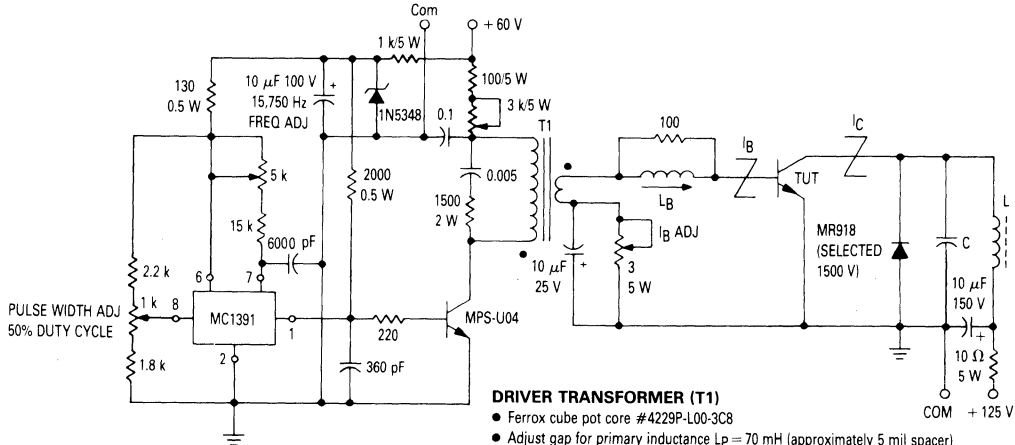 Com
+ 60 V
1 k/5 W
130
0.5 W
10 µF 100 V
15,750 Hz
FREQ ADJ
+
1N5348
100/5 W
3 k/5 W
0.1
T1
100
IB
IC
TUT
LB
5 k
2000
0.5 W
0.005
1500
2 W
15 k
6000 pF
IB ADJ
MR918
(SELECTED
1500 V)
C
L
10 µF
25 V
+
3
5 W
10 µF
150 V
+
2.2 k
6
7
PULSE WIDTH ADJ
50% DUTY CYCLE
1 k
8
MC1391
1
220
MPS-U04
2
1.8 k
360 pF
10 Ω
5 W
COM
+ 125 V
DRIVER TRANSFORMER (T1)
● Ferrox cube pot core #4229P-L00-3C8
● Adjust gap for primary inductance LP = 70 mH (approximately 5 mil spacer)